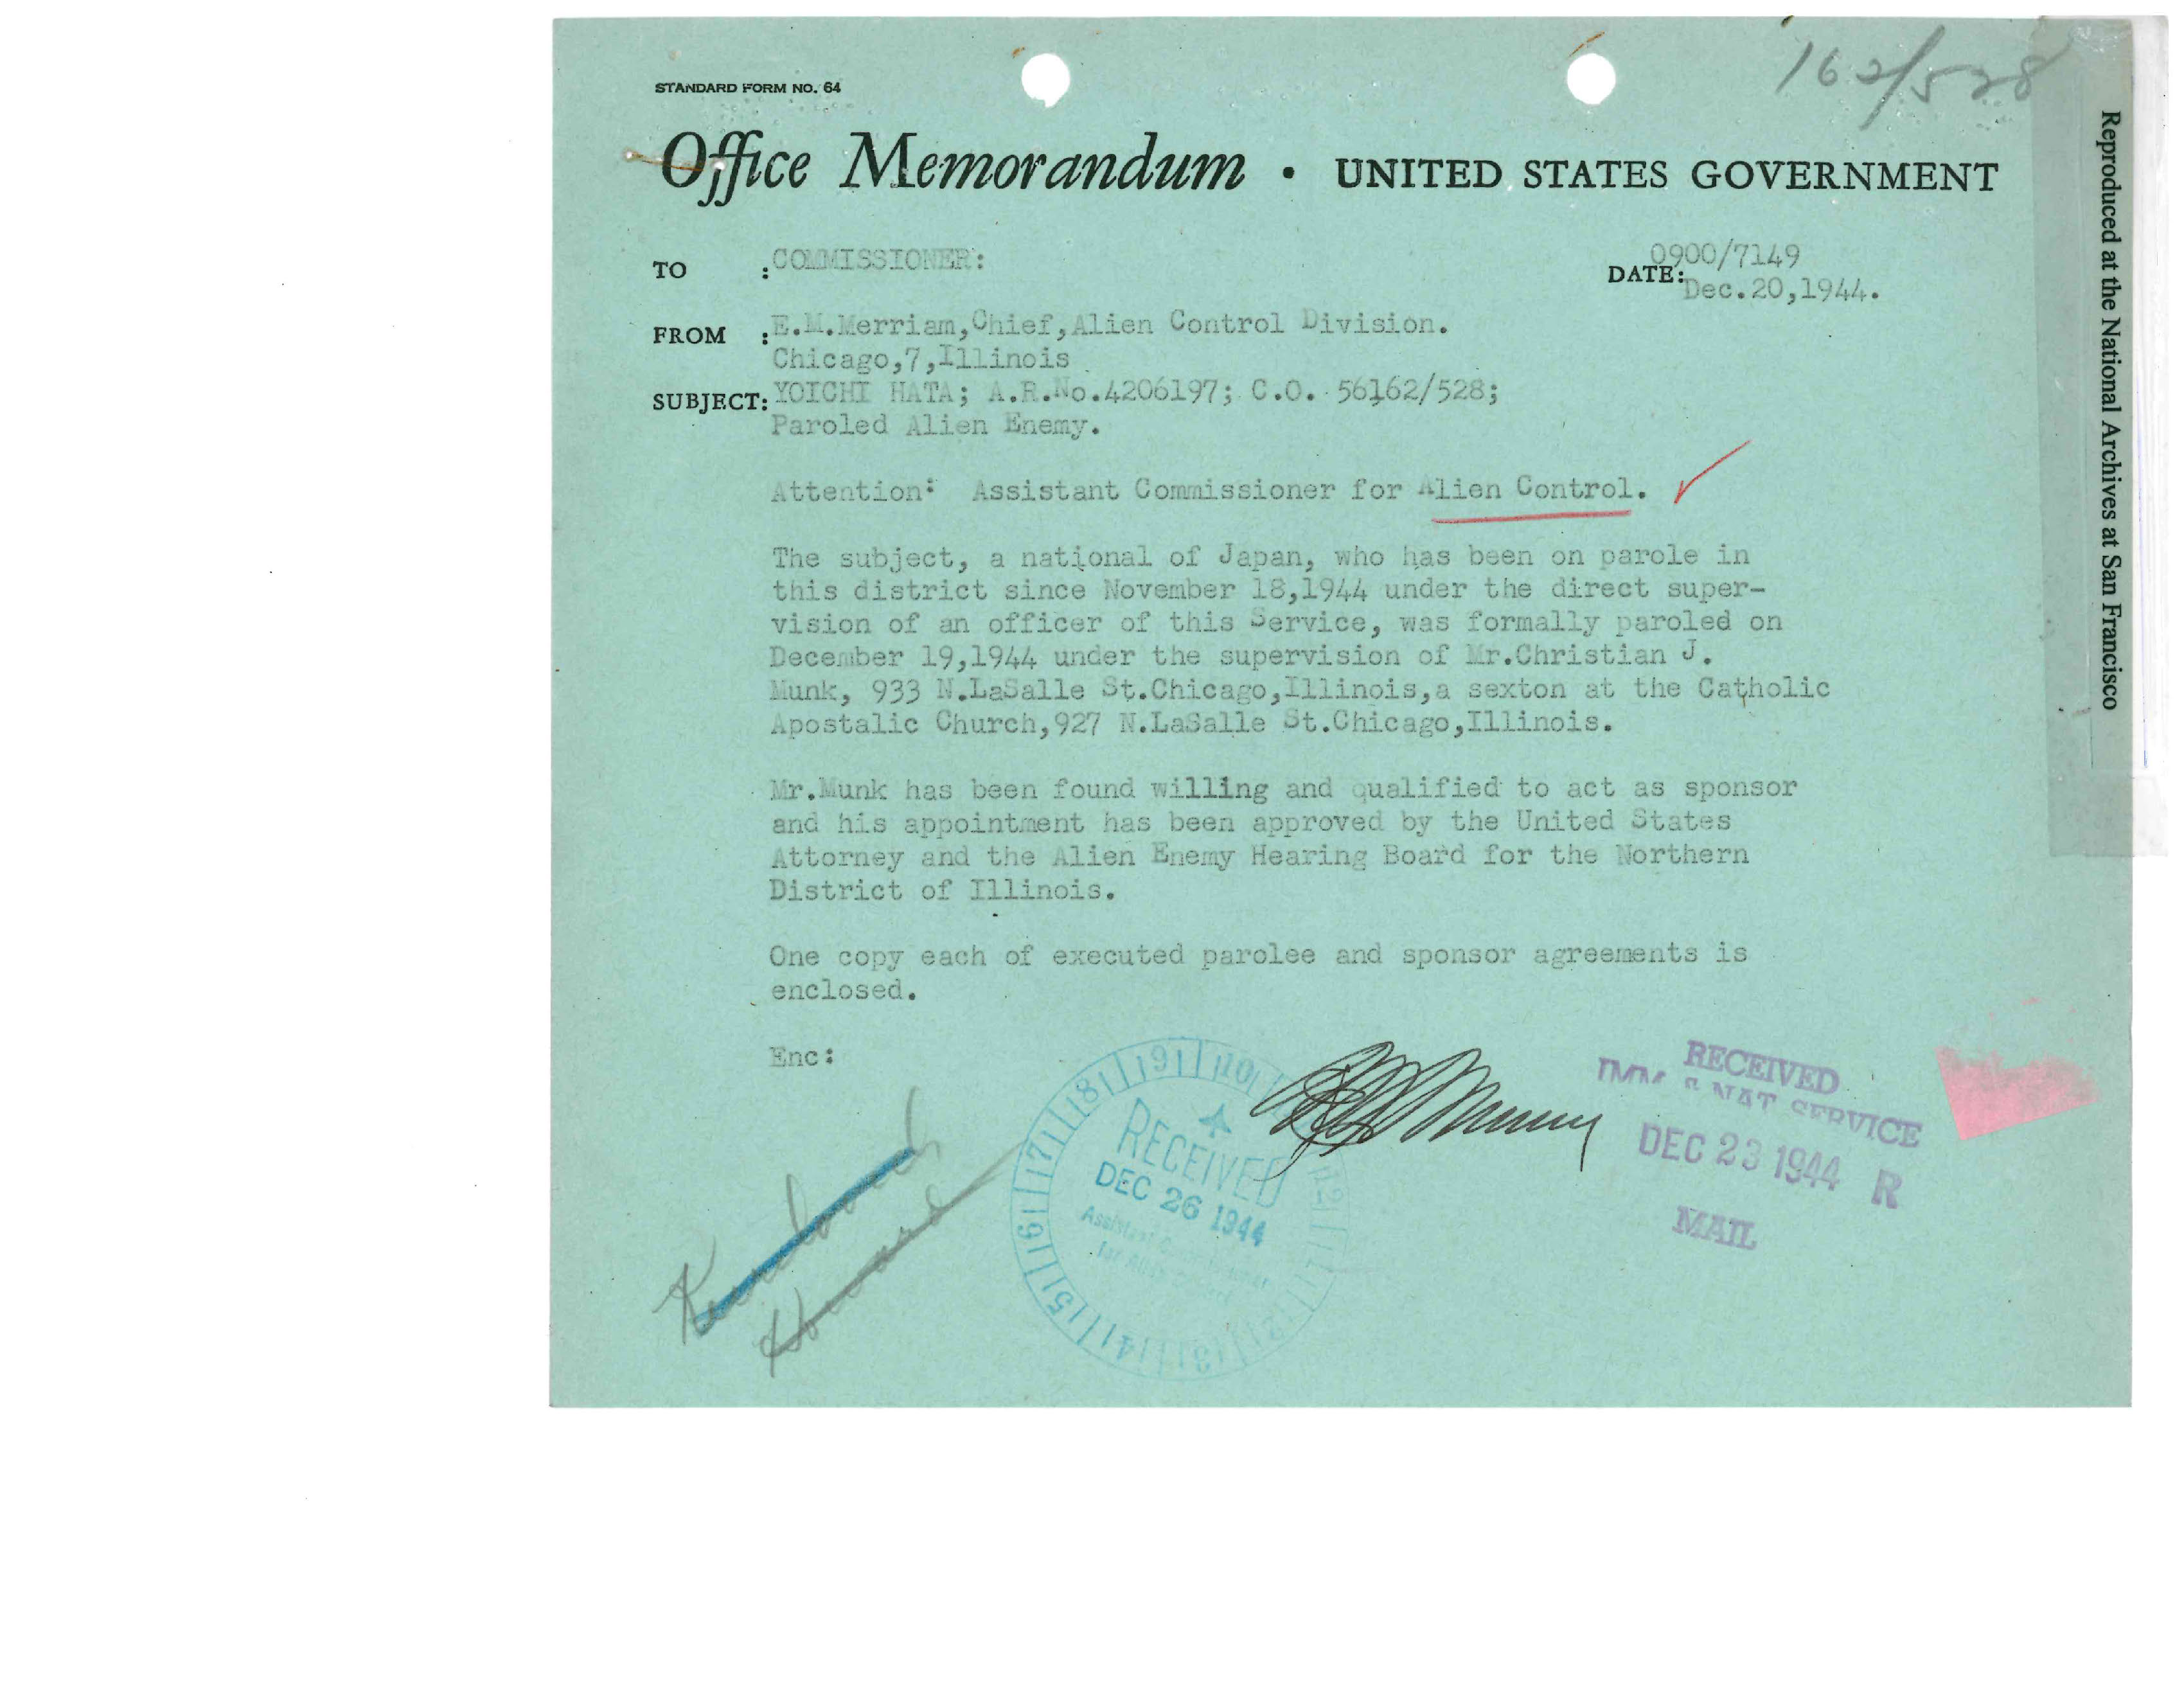 162/528
STANDARD FORM NO. 64
Office Memorandum • UNITED STATES GOVERNMENT
TO : COMMISSIONER:
0900/7149
DATE: Dec.20,1944.
FROM : E.M.Merriam,Chief,Alien Control Division.
Chicago,7,Illinois
SUBJECT: YOICHI HATA; A.R.No.4206197; C.O. 56162/528;
Paroled Alien Enemy.
Attention: Assistant Commissioner for Alien Control.
The subject, a national of Japan, who has been on parole in
this district since November 18,1944 under the direct super-
vision of an officer of this Service, was formally paroled on
December 19,1944 under the supervision of Mr.Christian J.
Munk, 933 N.LaSalle St.Chicago,Illinois,a sexton at the Catholic
Apostalic Church,927 N.LaSalle St.Chicago,Illinois.
Mr.Munk has been found willing and qualified to act as sponsor
and his appointment has been approved by the United States
Attorney and the Alien Enemy Hearing Board for the Northern
District of Illinois.
One copy each of executed parolee and sponsor agreements is
enclosed.
Enc:
RECEIVED
DEC 26 1944
Assistant Commissioner
for Alien Control
RECEIVED
IMM & NAT SERVICE
DEC 23 1944 R
MAIL
Reproduced at the National Archives at San Francisco